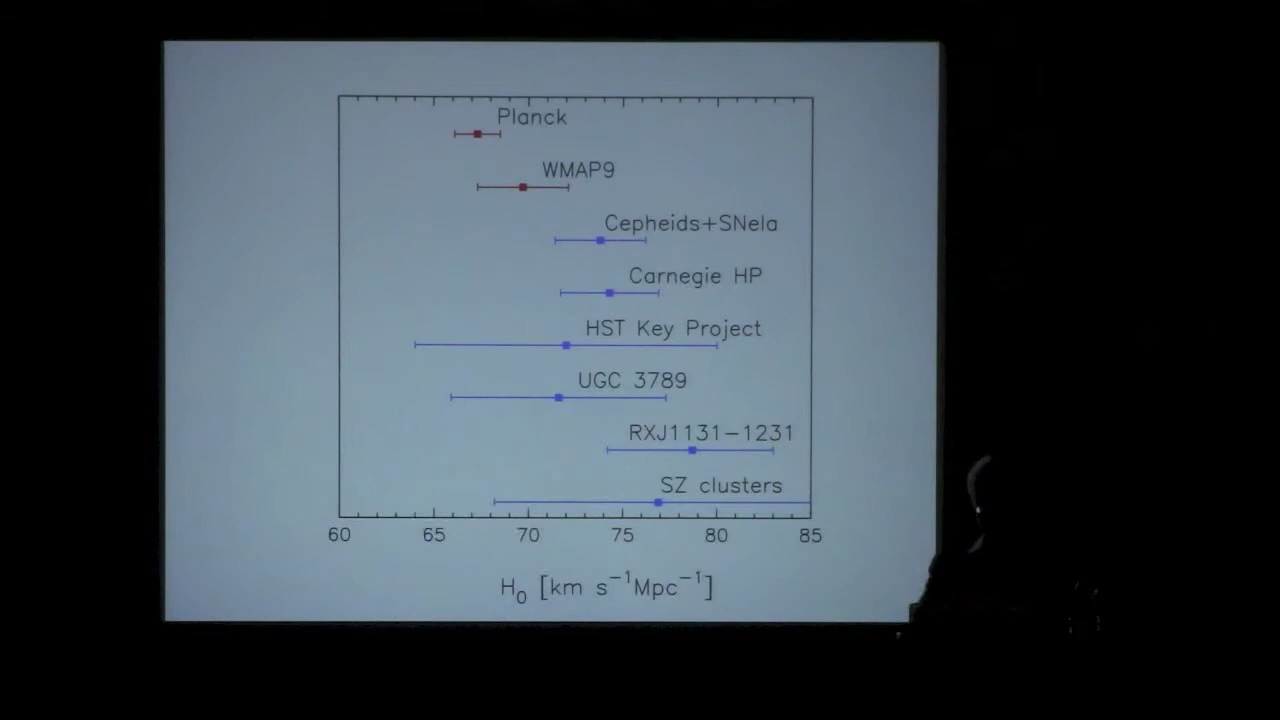 Planck
WMAP9
Cepheids+SNeIa
Carnegie HP
HST Key Project
UGC 3789
RXJ1131−1231
SZ clusters
60 65 70 75 80 85
H₀ [km s⁻¹Mpc⁻¹]